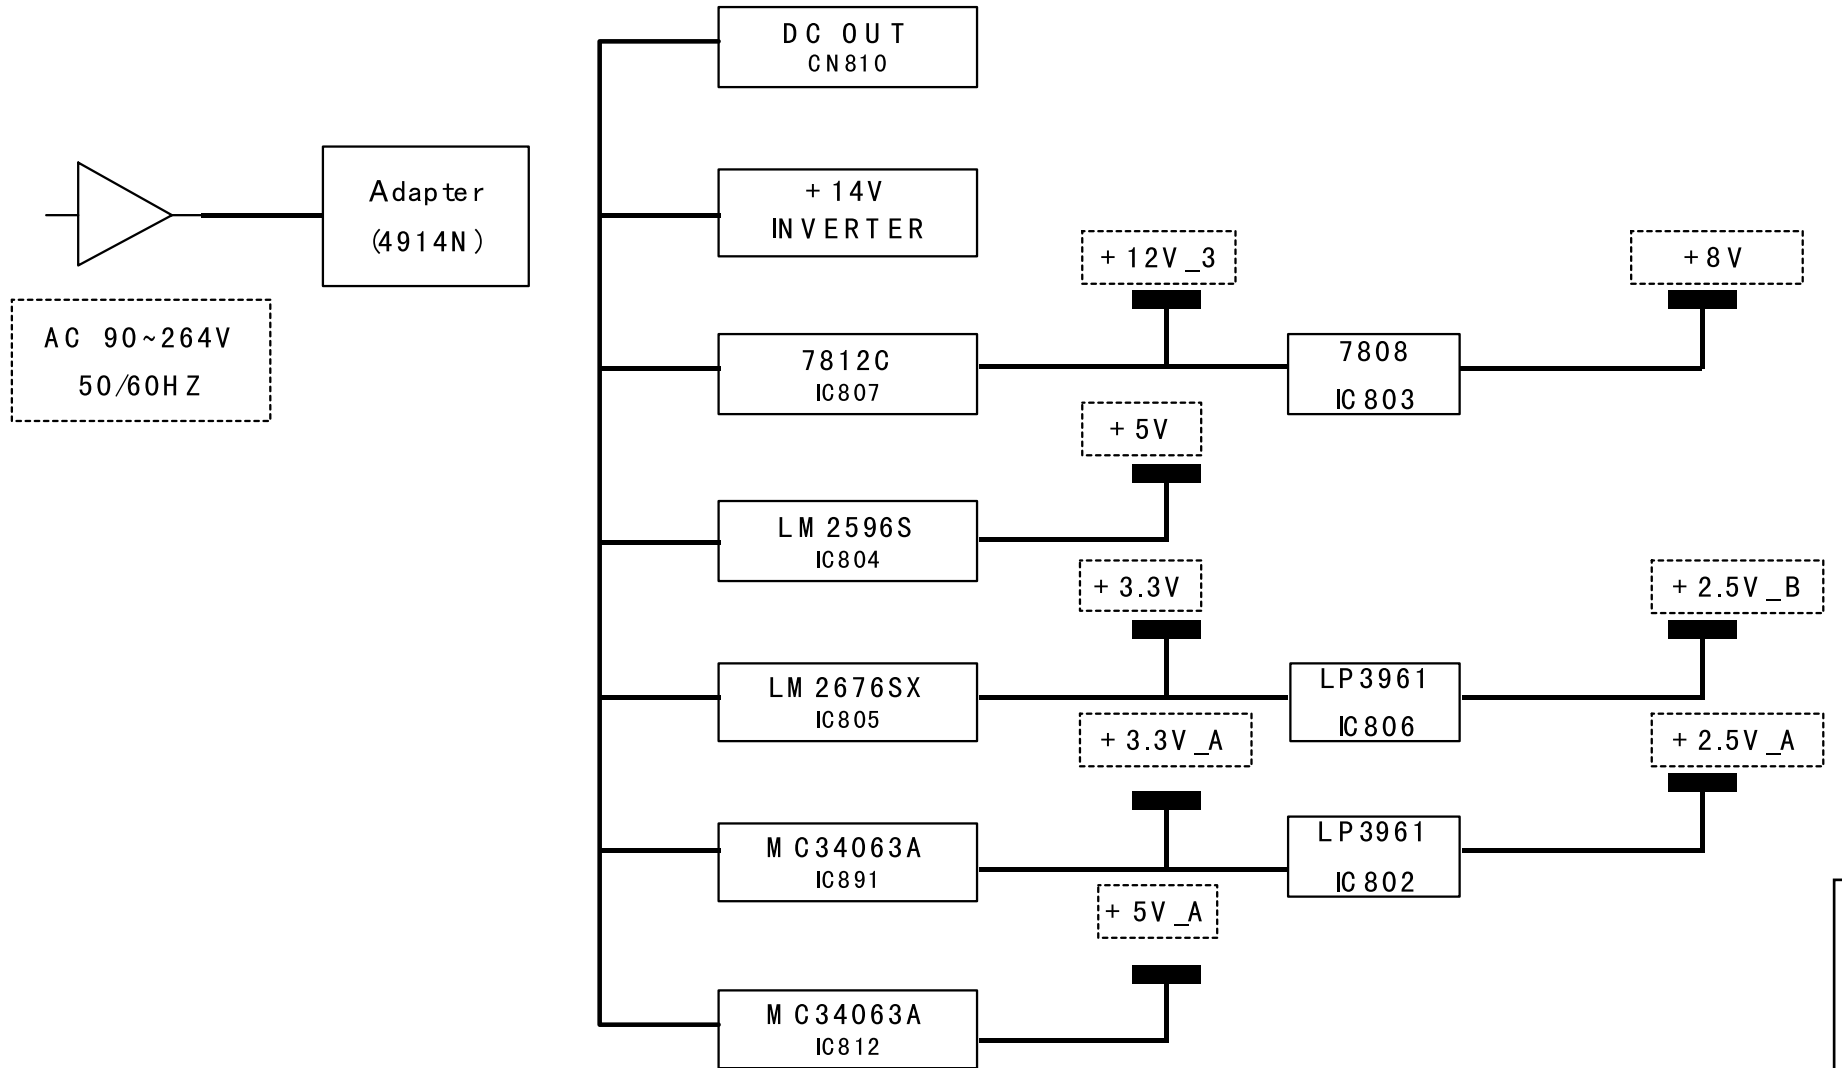 DC OUT
CN810
Adapter
(4914N)
+14V
INVERTER
+12V_3
+8V
AC 90~264V
50/60HZ
7812C
IC807
7808
IC803
+5V
LM2596S
IC804
+3.3V
+2.5V_B
LM2676SX
IC805
LP3961
IC806
+3.3V_A
+2.5V_A
MC34063A
IC891
LP3961
IC802
+5V_A
MC34063A
IC812